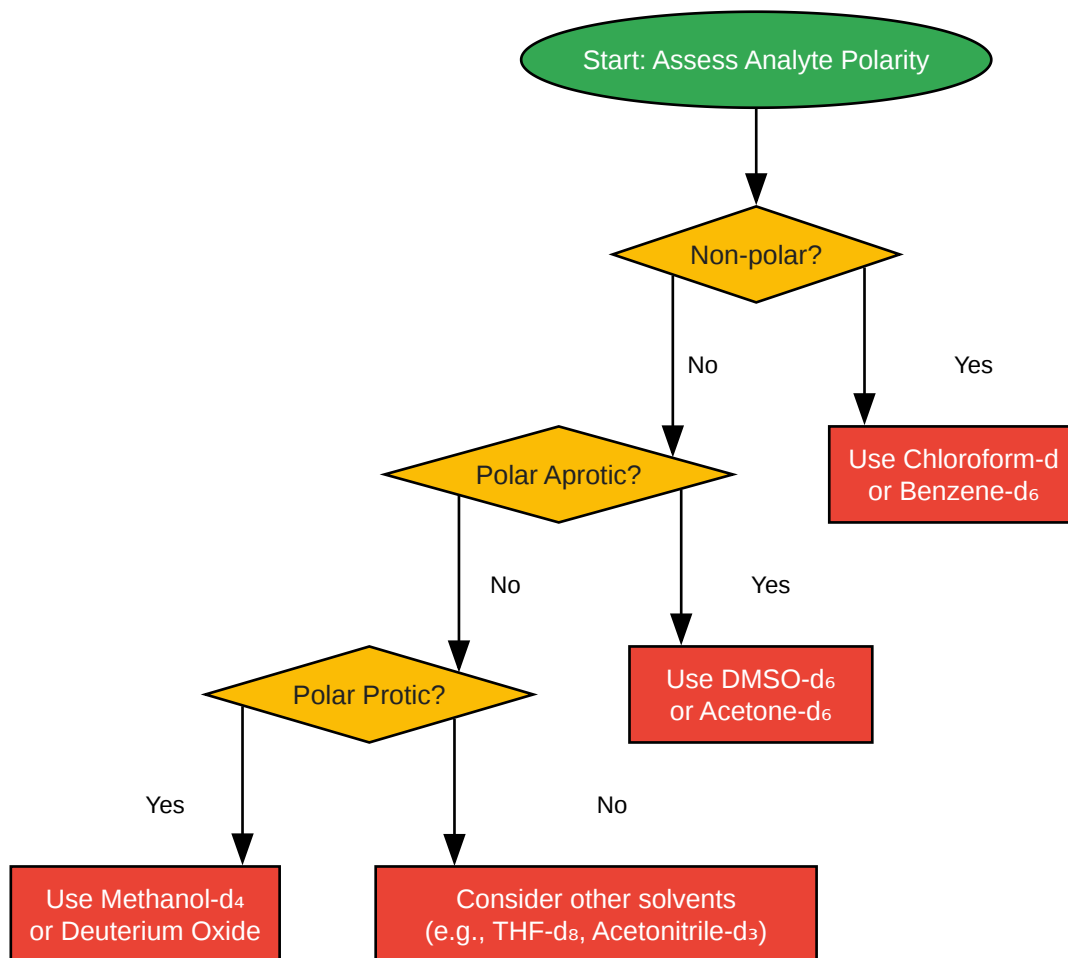 Start: Assess Analyte Polarity
Non-polar?
No
Yes
Use Chloroform-d
or Benzene-d₆
Polar Aprotic?
No
Yes
Use DMSO-d₆
or Acetone-d₆
Polar Protic?
Yes
No
Use Methanol-d₄
or Deuterium Oxide
Consider other solvents
(e.g., THF-d₈, Acetonitrile-d₃)